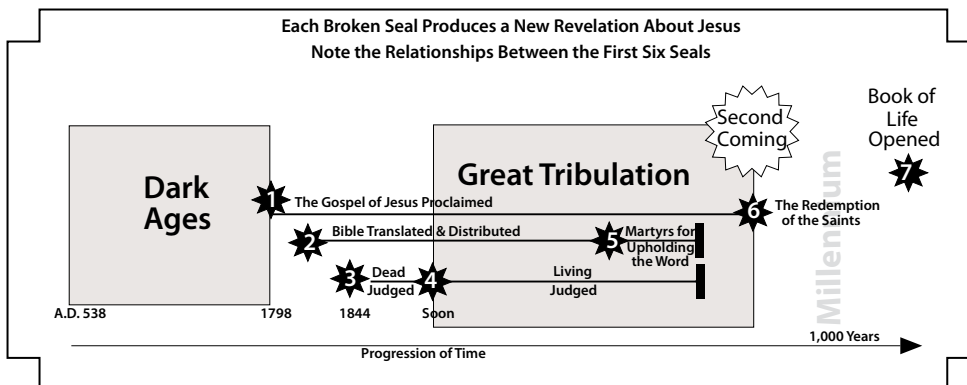 Each Broken Seal Produces a New Revelation About Jesus
Note the Relationships Between the First Six Seals
Second
Coming
Book of
Life
Opened
7
Dark
Ages
Great Tribulation
1
The Gospel of Jesus Proclaimed
6
The Redemption
of the Saints
2
Bible Translated & Distributed
5
Martyrs for
Upholding
the Word
3
Dead
Judged
4
Living
Judged
Millennium
A.D. 538
1798
1844
Soon
1,000 Years
Progression of Time